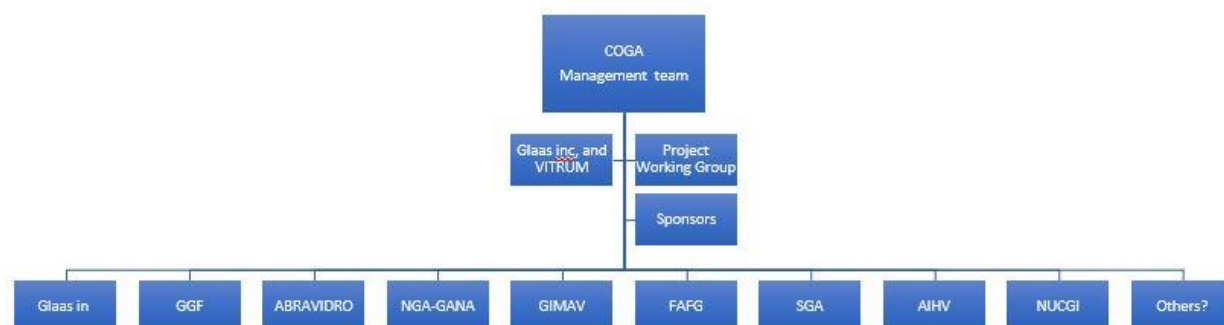 COGA
Management team
Glaas inc, and
VITRUM
Project
Working Group
Sponsors
Glaas in
GGF
ABRAVIDRO
NGA-GANA
GIMAV
FAFG
SGA
AIHV
NUCGI
Others?